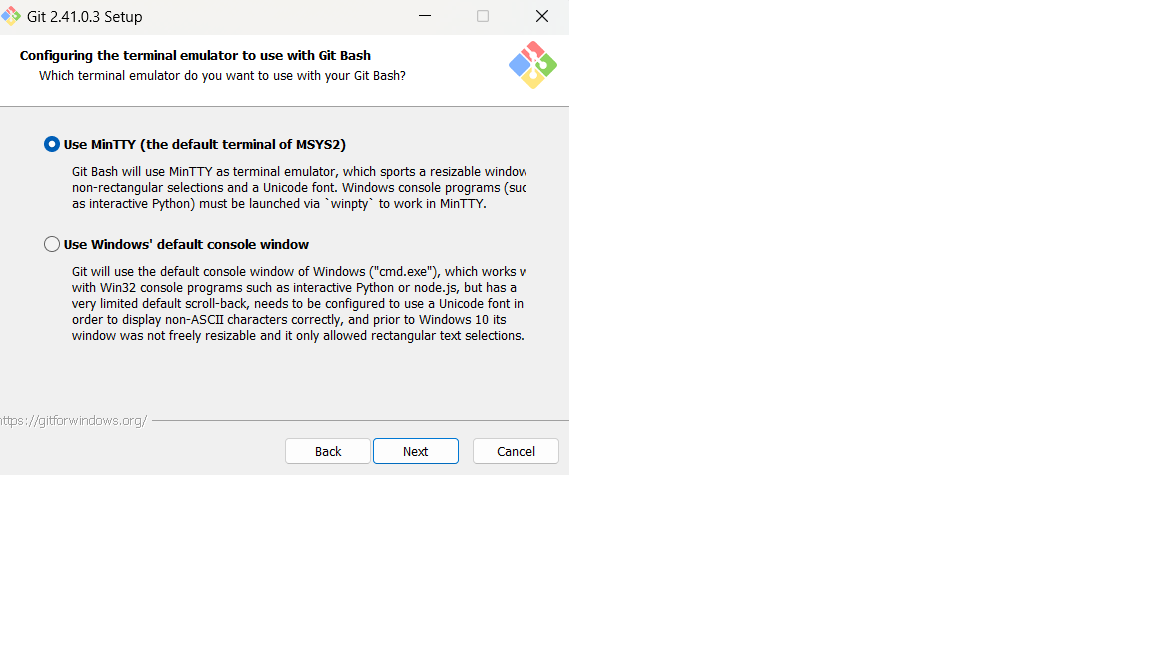 Git 2.41.0.3 Setup
Configuring the terminal emulator to use with Git Bash
Which terminal emulator do you want to use with your Git Bash?
Use MinTTY (the default terminal of MSYS2)
Git Bash will use MinTTY as terminal emulator, which sports a resizable window
non-rectangular selections and a Unicode font. Windows console programs (suc
as interactive Python) must be launched via `winpty` to work in MinTTY.
Use Windows' default console window
Git will use the default console window of Windows ("cmd.exe"), which works
with Win32 console programs such as interactive Python or node.js, but has a
very limited default scroll-back, needs to be configured to use a Unicode font in
order to display non-ASCII characters correctly, and prior to Windows 10 its
window was not freely resizable and it only allowed rectangular text selections.
https://gitforwindows.org/
Back
Next
Cancel